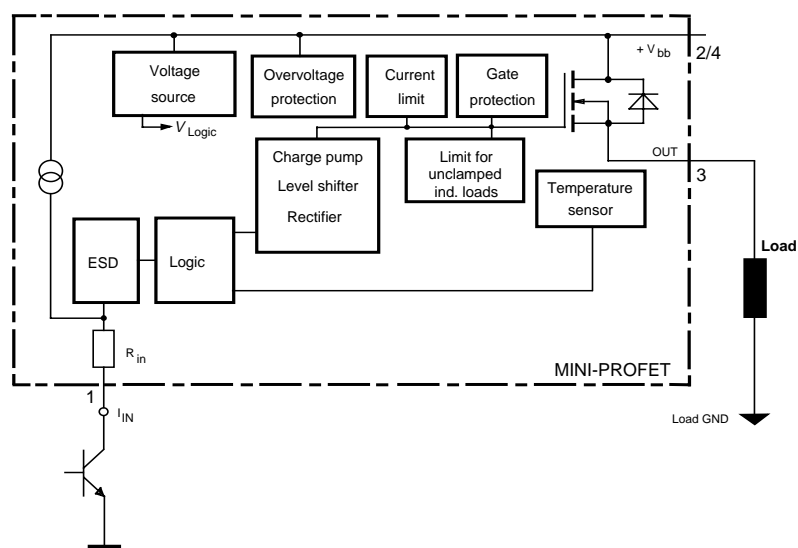 + V bb
2/4
Voltage
source
Overvoltage
protection
Current
limit
Gate
protection
V Logic
Charge pump
Level shifter
Rectifier
Limit for
unclamped
ind. loads
OUT
3
Temperature
sensor
ESD
Logic
Load
R in
MINI-PROFET
1
I IN
Load GND